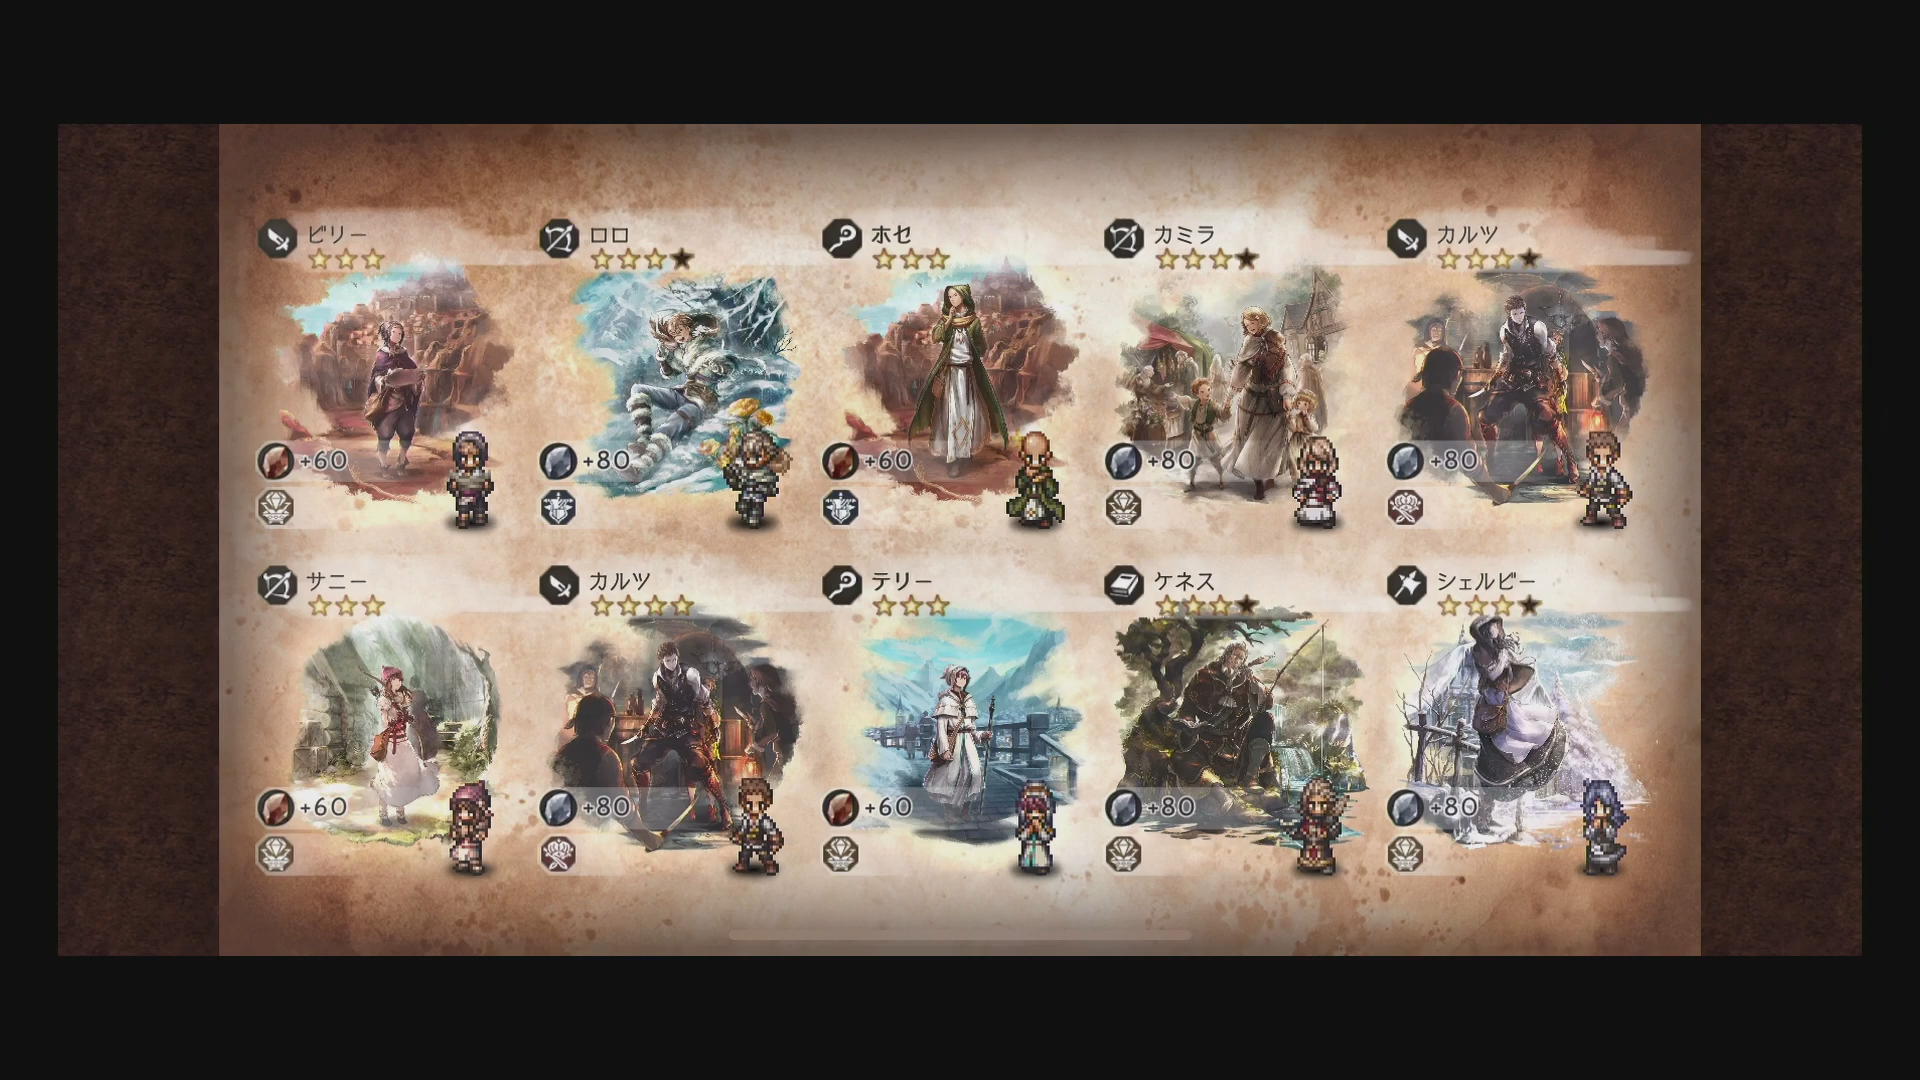 ビリー
ロロ
ホセ
カミラ
カルツ
+60
+80
+60
+80
+80
サニー
カルツ
テリー
ケネス
シェルビー
+60
+80
+60
+80
+80